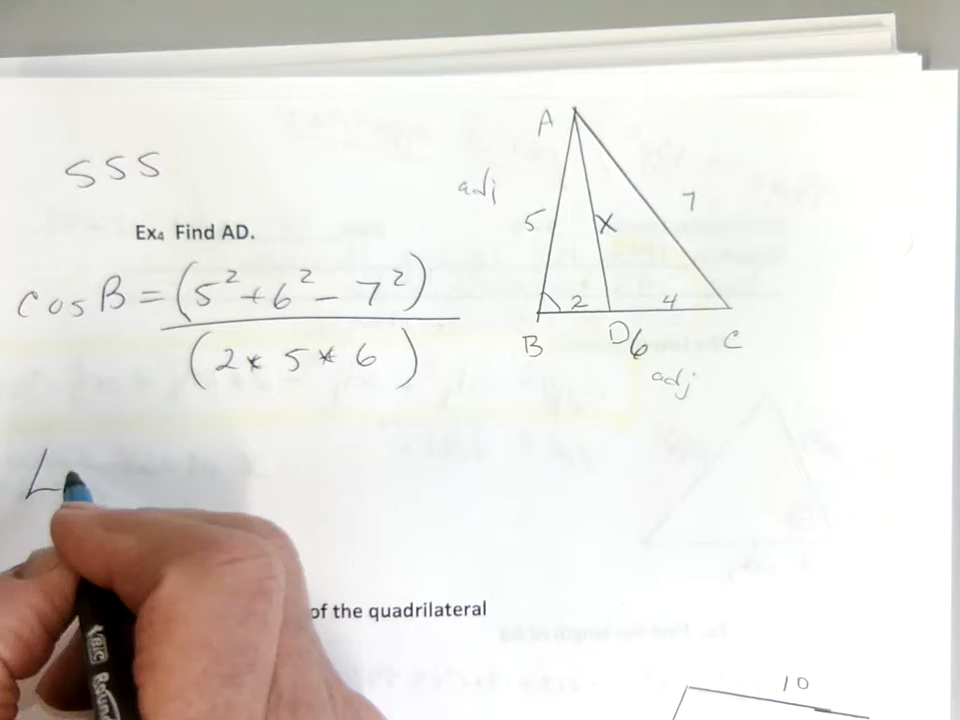 SSS
Ex4 Find AD.
cos B = (5² + 6² - 7²)
(2 * 5 * 6)
A
adj
7
5
x
2
4
B
D
6
C
adj
of the quadrilateral
10
BIC